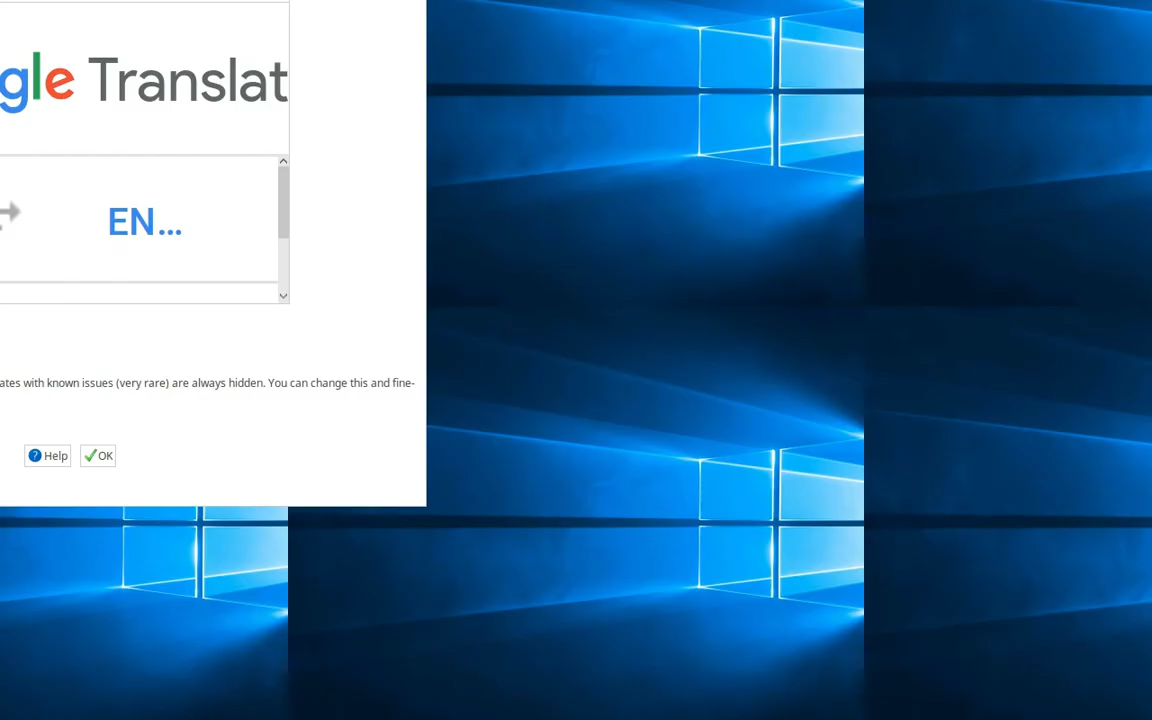 gle Translat
EN...
ates with known issues (very rare) are always hidden. You can change this and fine-
Help
OK